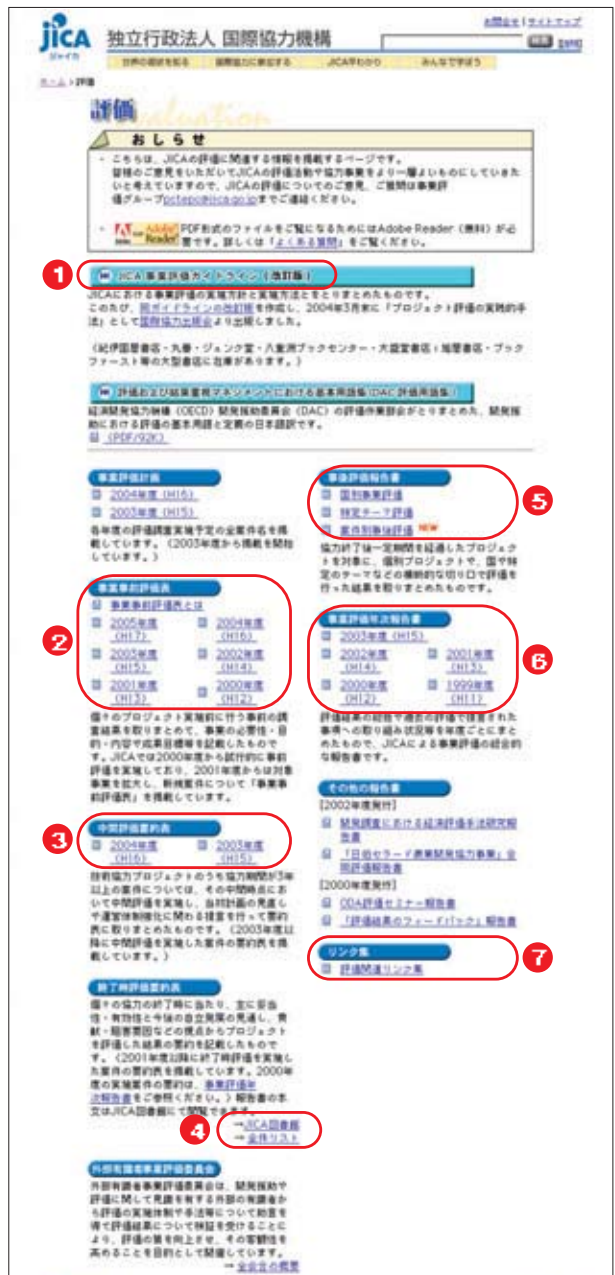 JICA
ジャイカ
独立行政法人 国際協力機構
お問合せ | サイトマップ
検索
世界の現状を知る
国際協力に参加する
JICA早わかり
みんなで学ぼう
ホーム > 評価
評価
evaluation
おしらせ
・ こちらは、JICAの評価に関連する情報を掲載するページです。
皆様のご意見をいただいてJICAの評価活動や協力事業をより一層よいものにしていきた
いと考えていますので、JICAの評価についてのご意見、ご質問は事業評
価グループpctepc@jica.go.jpまでご連絡ください。
・ Adobe Reader PDF形式のファイルをご覧になるためにはAdobe Reader（無料）が必
要です。詳しくは「よくある質問」をご覧ください。
1
JICA 事業評価ガイドライン（改訂版）
JICAにおける事業評価の実施方針と実施方法とをとりまとめたものです。
このたび、同ガイドラインの改訂版を作成し、2004年3月末に「プロジェクト評価の実践的手
法」として国際協力出版会より出版しました。
（紀伊国屋書店・丸善・ジュンク堂・八重洲ブックセンター・大盛堂書店・旭屋書店・ブック
ファースト等の大型書店に在庫があります。）
評価および結果重視マネジメントにおける基本用語集（DAC 評価用語集）
経済開発協力機構（OECD）開発援助委員会（DAC）の評価作業部会がとりまとめた、開発援
助における評価の基本用語と定義の日本語訳です。
(PDF/92K)
事業評価計画
2004年度 (H16)
2003年度 (H15)
各年度の評価調査実施予定の全案件名を掲
載しています。（2003年度から掲載を開始
しています。）
2
事業事前評価表
事業事前評価表とは
2005年度 (H17)
2004年度 (H16)
2003年度 (H15)
2002年度 (H14)
2001年度 (H13)
2000年度 (H12)
個々のプロジェクト実施前に行う事前の調
査結果を取りまとめて、事業の必要性・目
的・内容や成果目標等を記載したもので
す。JICAでは2000年度から試行的に事前
評価を実施しており、2001年度からは対象
事業を拡大し、新規案件について「事業事
前評価表」を掲載しています。
3
中間評価要約表
2004年度 (H16)
2003年度 (H15)
技術協力プロジェクトのうち協力期間が3年
以上の案件については、その中間時点にお
いて中間評価を実施し、当初計画の見直し
や運営体制強化に関わる提言を行って要約
表に取りまとめたものです。（2003年度以
降に中間評価を実施した案件の要約表を掲
載しています。）
終了時評価要約表
個々の協力の終了時に当たり、主に妥当
性・有効性と今後の自立発展の見通し、貢
献・阻害要因などの視点からプロジェクト
を評価した結果の要約を記載したもので
す。（2001年度以降に終了時評価を実施し
た案件の要約表を掲載しています。2000年
度の実施案件の要約は、事業評価年
次報告書をご参照ください。）報告書の本
文はJICA図書館にて閲覧できます。
4
→JICA図書館
→ 全件リスト
外部有識者事業評価委員会
外部有識者事業評価委員会は、開発援助や
評価に関して見識を有する外部の有識者か
ら評価の実施体制や手法等について助言を
得て評価結果について検証を受けることに
より、評価の質を向上させ、その客観性を
高めることを目的として開催しています。
→ 全会合の概要
5
事後評価報告書
国別事業評価
特定テーマ評価
案件別事後評価 NEW
協力終了後一定期間を経過したプロジェク
トを対象に、個別プロジェクトや、国や特
定のテーマなどの横断的な切り口で評価を
行った結果を取りまとめたものです。
6
事業評価年次報告書
2003年度 (H15)
2002年度 (H14)
2001年度 (H13)
2000年度 (H12)
1999年度 (H11)
評価結果の総括や過去の評価で提言された
事項への取り組み状況等を年度ごとにまと
めたもので、JICAによる事業評価の総合的
な報告書です。
その他の報告書
[2002年度発行]
開発調査における経済評価手法研究報
告書
「日伯セラード農業開発協力事業」合
同評価報告書
[2000年度発行]
ODA評価セミナー報告書
「評価結果のフィードバック」報告書
7
リンク集
評価関連リンク集